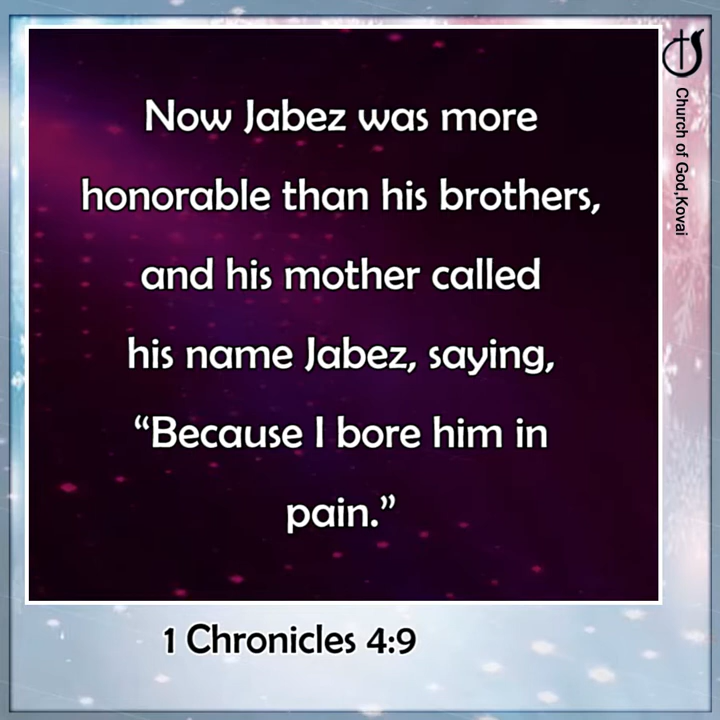 Now Jabez was more
honorable than his brothers,
and his mother called
his name Jabez, saying,
“Because I bore him in
pain.”
1 Chronicles 4:9
Church of God,Kovai